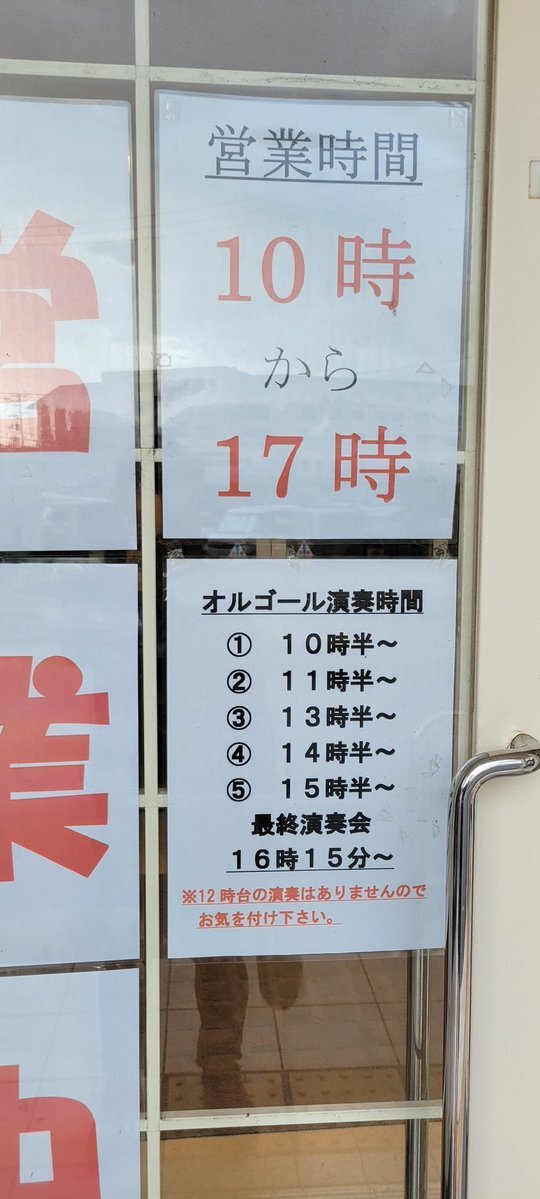 営業時間
10時
から
17時
オルゴール演奏時間
① １０時半～
② １１時半～
③ １３時半～
④ １４時半～
⑤ １５時半～
最終演奏会
１６時１５分～
※12時台の演奏はありませんので
お気を付け下さい。
営
業
中